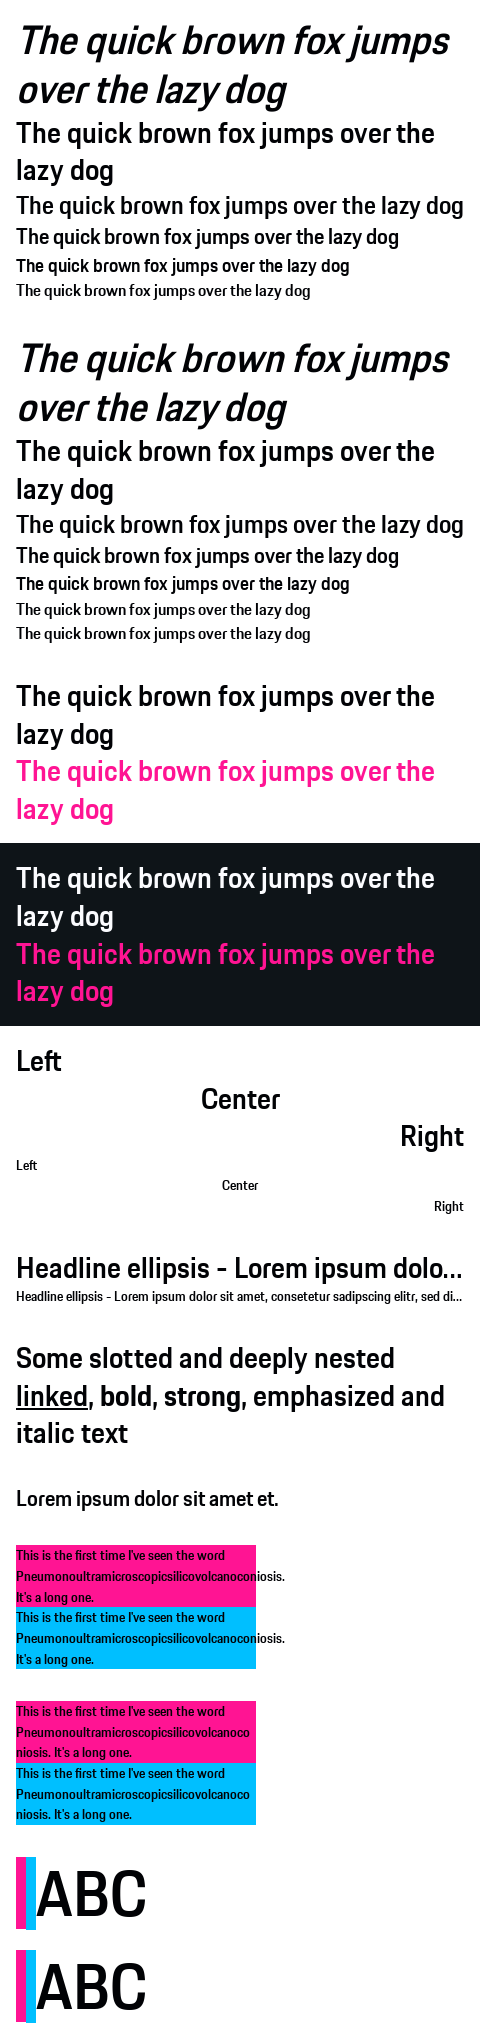 The quick brown fox jumps
over the lazy dog
The quick brown fox jumps over the
lazy dog
The quick brown fox jumps over the lazy dog
The quick brown fox jumps over the lazy dog
The quick brown fox jumps over the lazy dog
The quick brown fox jumps over the lazy dog
The quick brown fox jumps
over the lazy dog
The quick brown fox jumps over the
lazy dog
The quick brown fox jumps over the lazy dog
The quick brown fox jumps over the lazy dog
The quick brown fox jumps over the lazy dog
The quick brown fox jumps over the lazy dog
The quick brown fox jumps over the lazy dog
The quick brown fox jumps over the
lazy dog
The quick brown fox jumps over the
lazy dog
The quick brown fox jumps over the
lazy dog
The quick brown fox jumps over the
lazy dog
Left
Center
Right
Left
Center
Right
Headline ellipsis - Lorem ipsum dolo...
Headline ellipsis - Lorem ipsum dolor sit amet, consetetur sadipscing elitr, sed di...
Some slotted and deeply nested
linked, bold, strong, emphasized and
italic text
Lorem ipsum dolor sit amet et.
This is the first time I've seen the word
Pneumonoultramicroscopicsilicovolcanoconiosis.
It's a long one.
This is the first time I've seen the word
Pneumonoultramicroscopicsilicovolcanoconiosis.
It's a long one.
This is the first time I've seen the word
Pneumonoultramicroscopicsilicovolcanoco
niosis. It's a long one.
This is the first time I've seen the word
Pneumonoultramicroscopicsilicovolcanoco
niosis. It's a long one.
ABC
ABC